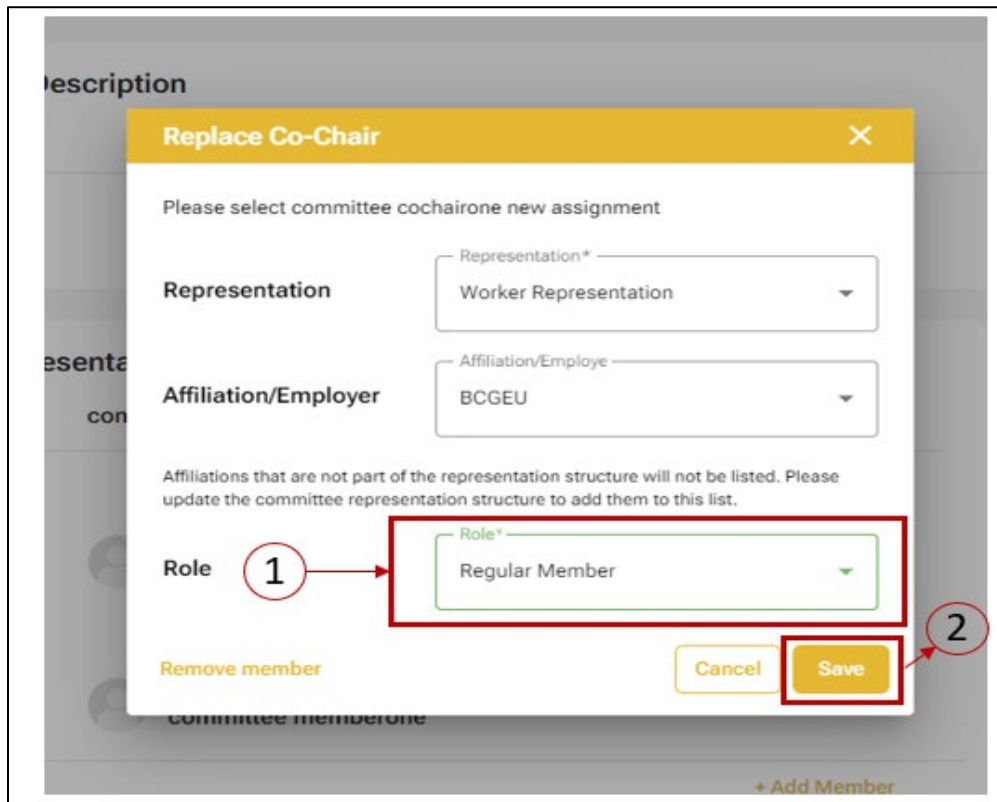 Description
Replace Co-Chair
Please select committee cochairone new assignment
Representation*
Representation
Worker Representation
esenta
Affiliation/Employe
Affiliation/Employer
BCGEU
con
Affiliations that are not part of the representation structure will not be listed. Please
update the committee representation structure to add them to this list.
Role*
Role
1
Regular Member
2
Remove member
Cancel
Save
committee memberone
+ Add Member